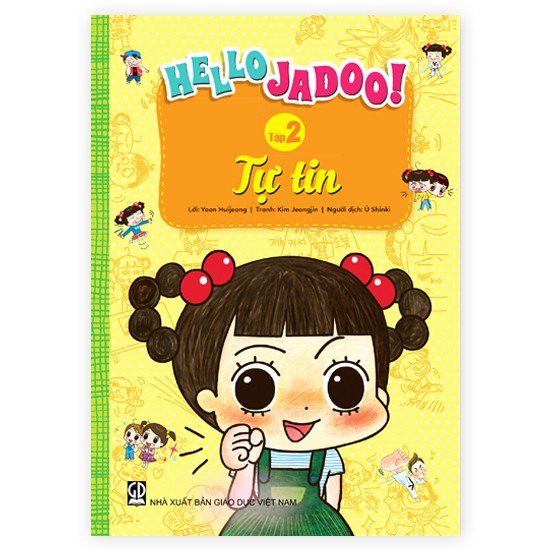 HELLO JADOO!
Tập 2
Tự tin
Lời: Yoon Huijeong | Tranh: Kim Jeongjin | Người dịch: Ử Shinki
GD
NHÀ XUẤT BẢN GIÁO DỤC VIỆT NAM